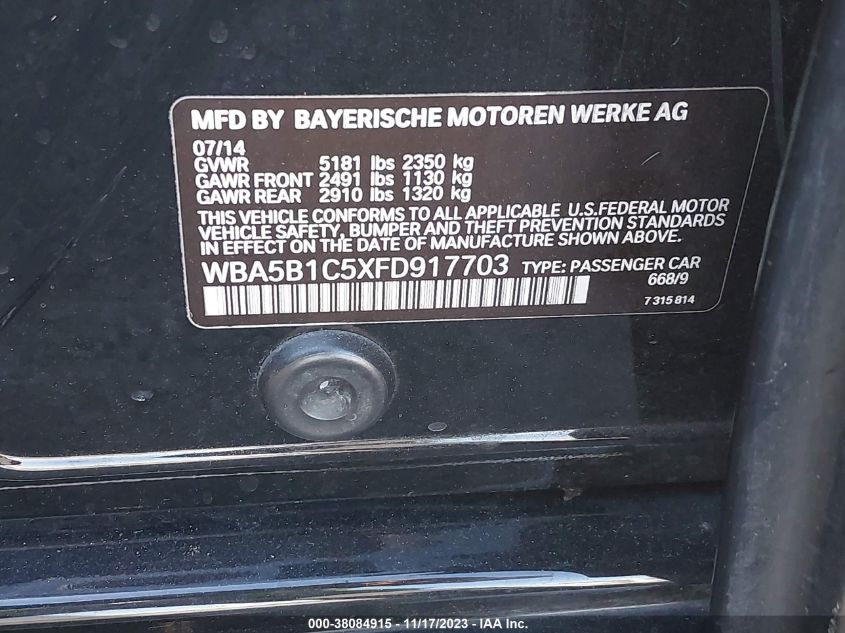 MFD BY BAYERISCHE MOTOREN WERKE AG
07/14
GVWR 5181 lbs 2350 kg
GAWR FRONT 2491 lbs 1130 kg
GAWR REAR 2910 lbs 1320 kg
THIS VEHICLE CONFORMS TO ALL APPLICABLE U.S.FEDERAL MOTOR
VEHICLE SAFETY, BUMPER AND THEFT PREVENTION STANDARDS
IN EFFECT ON THE DATE OF MANUFACTURE SHOWN ABOVE.
WBA5B1C5XFD917703 TYPE: PASSENGER CAR
668/9
7 315 814
000-38084915 - 11/17/2023 - IAA Inc.